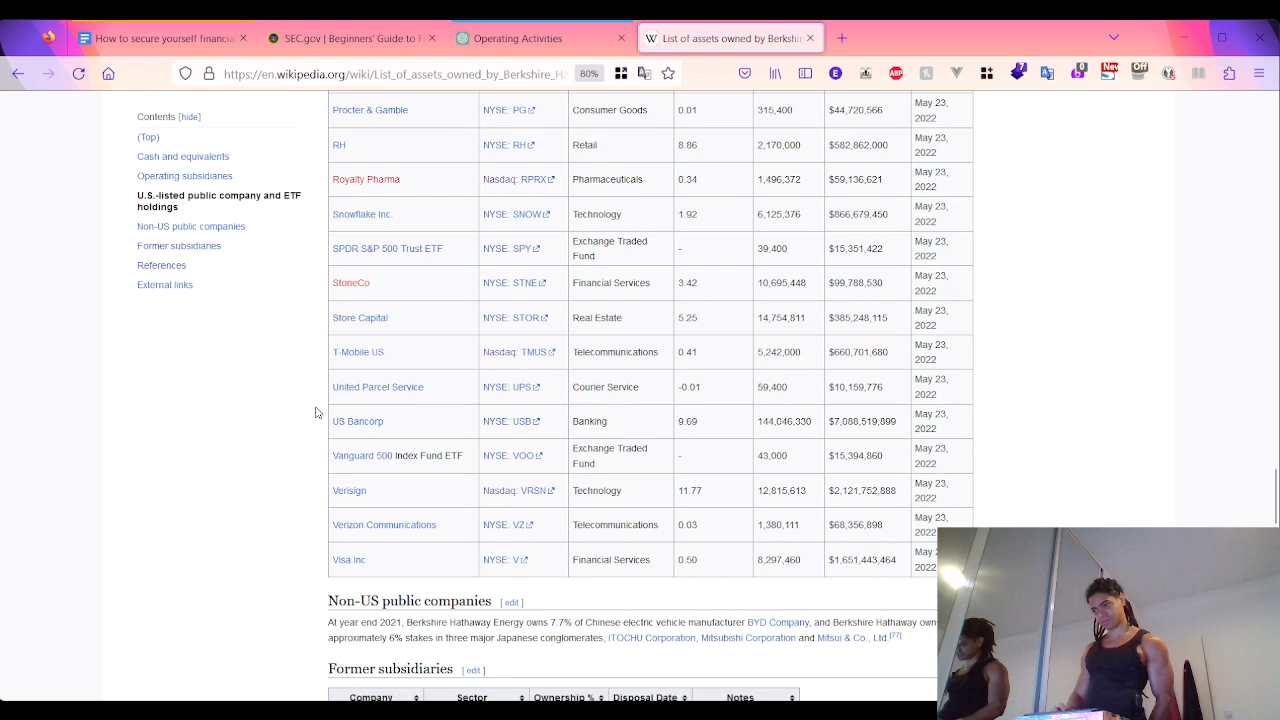 How to secure yourself financial
SEC.gov | Beginners' Guide to F
Operating Activities
W List of assets owned by Berkshir
https://en.wikipedia.org/wiki/List_of_assets_owned_by_Berkshire_
80%
E
ABP
7
0
New
Off
Contents [hide]
(Top)
Cash and equivalents
Operating subsidiaries
U.S.-listed public company and ETF
holdings
Non-US public companies
Former subsidiaries
References
External links
Procter & Gamble NYSE: PG Consumer Goods 0.01 315,400 $44,720,566 May 23,
2022
RH NYSE: RH Retail 8.86 2,170,000 $582,862,000 May 23,
2022
Royalty Pharma Nasdaq: RPRX Pharmaceuticals 0.34 1,496,372 $59,136,621 May 23,
2022
Snowflake Inc. NYSE: SNOW Technology 1.92 6,125,376 $866,679,450 May 23,
2022
SPDR S&P 500 Trust ETF NYSE: SPY Exchange Traded
Fund - 39,400 $15,351,422 May 23,
2022
StoneCo NYSE: STNE Financial Services 3.42 10,695,448 $99,788,530 May 23,
2022
Store Capital NYSE: STOR Real Estate 5.25 14,754,811 $385,248,115 May 23,
2022
T-Mobile US Nasdaq: TMUS Telecommunications 0.41 5,242,000 $660,701,680 May 23,
2022
United Parcel Service NYSE: UPS Courier Service -0.01 59,400 $10,159,776 May 23,
2022
US Bancorp NYSE: USB Banking 9.69 144,046,330 $7,088,519,899 May 23,
2022
Vanguard 500 Index Fund ETF NYSE: VOO Exchange Traded
Fund - 43,000 $15,394,860 May 23,
2022
Verisign Nasdaq: VRSN Technology 11.77 12,815,613 $2,121,752,888 May 23,
2022
Verizon Communications NYSE: VZ Telecommunications 0.03 1,380,111 $68,356,898 May 23,
2022
Visa Inc NYSE: V Financial Services 0.50 8,297,460 $1,651,443,464 May
2022
Non-US public companies [ edit ]
At year end 2021, Berkshire Hathaway Energy owns 7.7% of Chinese electric vehicle manufacturer BYD Company, and Berkshire Hathaway own
approximately 6% stakes in three major Japanese conglomerates, ITOCHU Corporation, Mitsubishi Corporation and Mitsui & Co., Ltd.[77]
Former subsidiaries [ edit ]
Company Sector Ownership % Disposal Date Notes